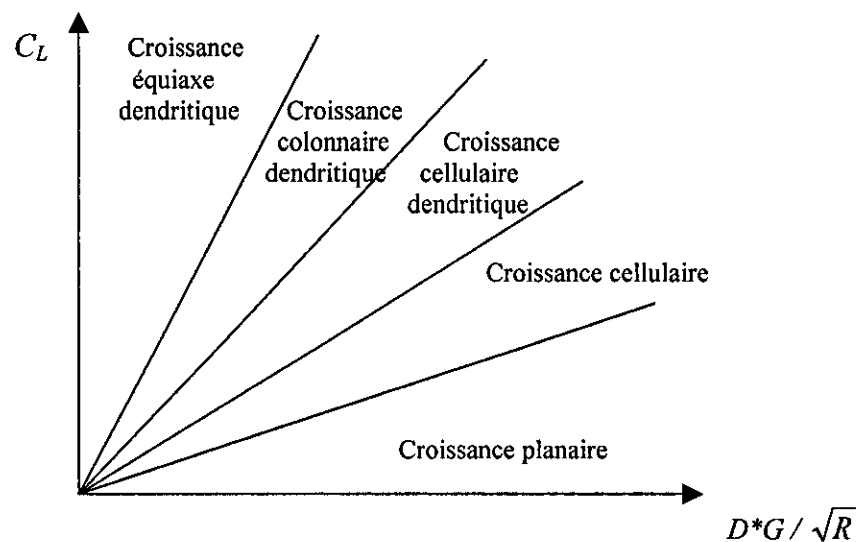 C_L
Croissance
équiaxe
dendritique
Croissance
colonnaire
dendritique
Croissance
cellulaire
dendritique
Croissance cellulaire
Croissance planaire
D*G / √R